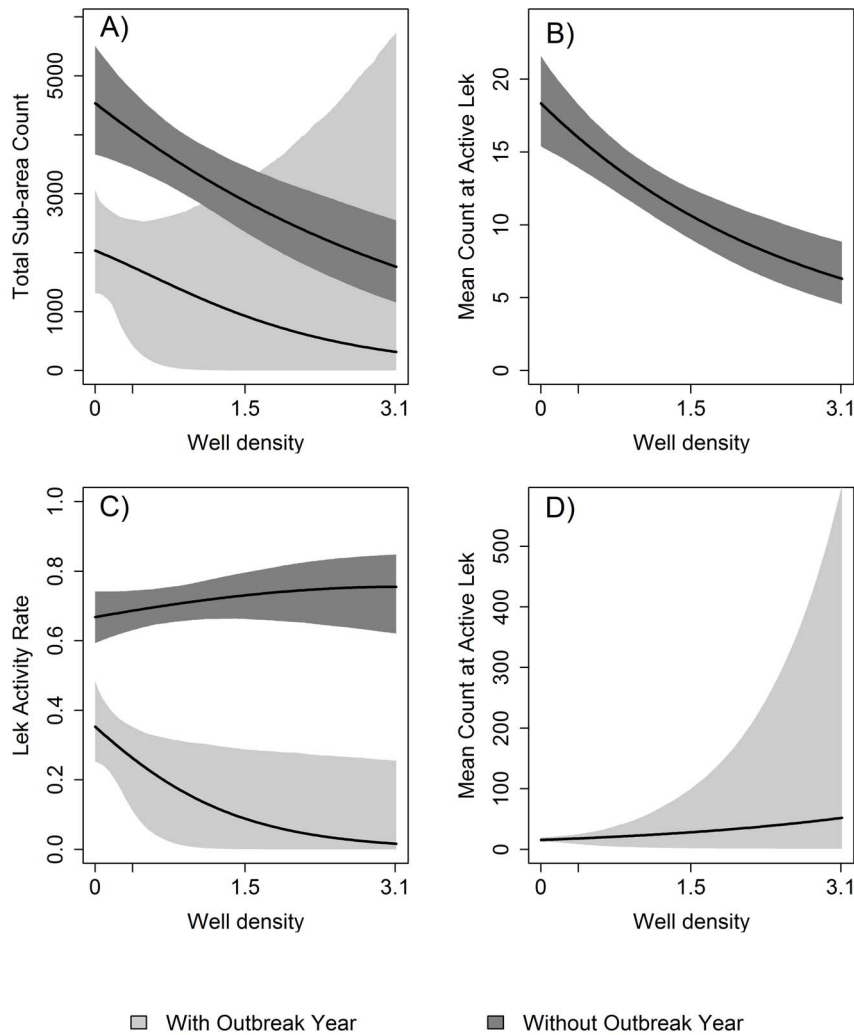 A)
Total Sub-area Count
0 1000 3000 5000
0 1.5 3.1
Well density
B)
Mean Count at Active Lek
0 5 10 15 20
0 1.5 3.1
Well density
C)
Lek Activity Rate
0.0 0.2 0.4 0.6 0.8 1.0
0 1.5 3.1
Well density
D)
Mean Count at Active Lek
0 50 100 200 300 400 500
0 1.5 3.1
Well density
With Outbreak Year
Without Outbreak Year